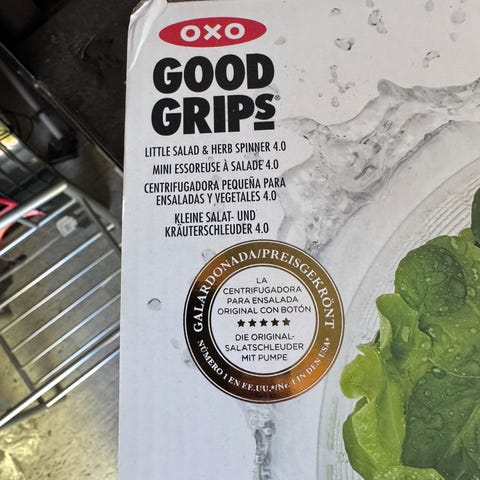 OXO
GOOD
GRIPS®
LITTLE SALAD & HERB SPINNER 4.0
MINI ESSOREUSE À SALADE 4.0
CENTRIFUGADORA PEQUEÑA PARA
ENSALADAS Y VEGETALES 4.0
KLEINE SALAT- UND
KRÄUTERSCHLEUDER 4.0
GALARDONADA/PREISGEKRÖNT
LA
CENTRIFUGADORA
PARA ENSALADA
ORIGINAL CON BOTÓN
★★★★★
DIE ORIGINAL-
SALATSCHLEUDER
MIT PUMPE
NÚMERO 1 EN EE.UU.*/Nr. 1 IN DEN USA*